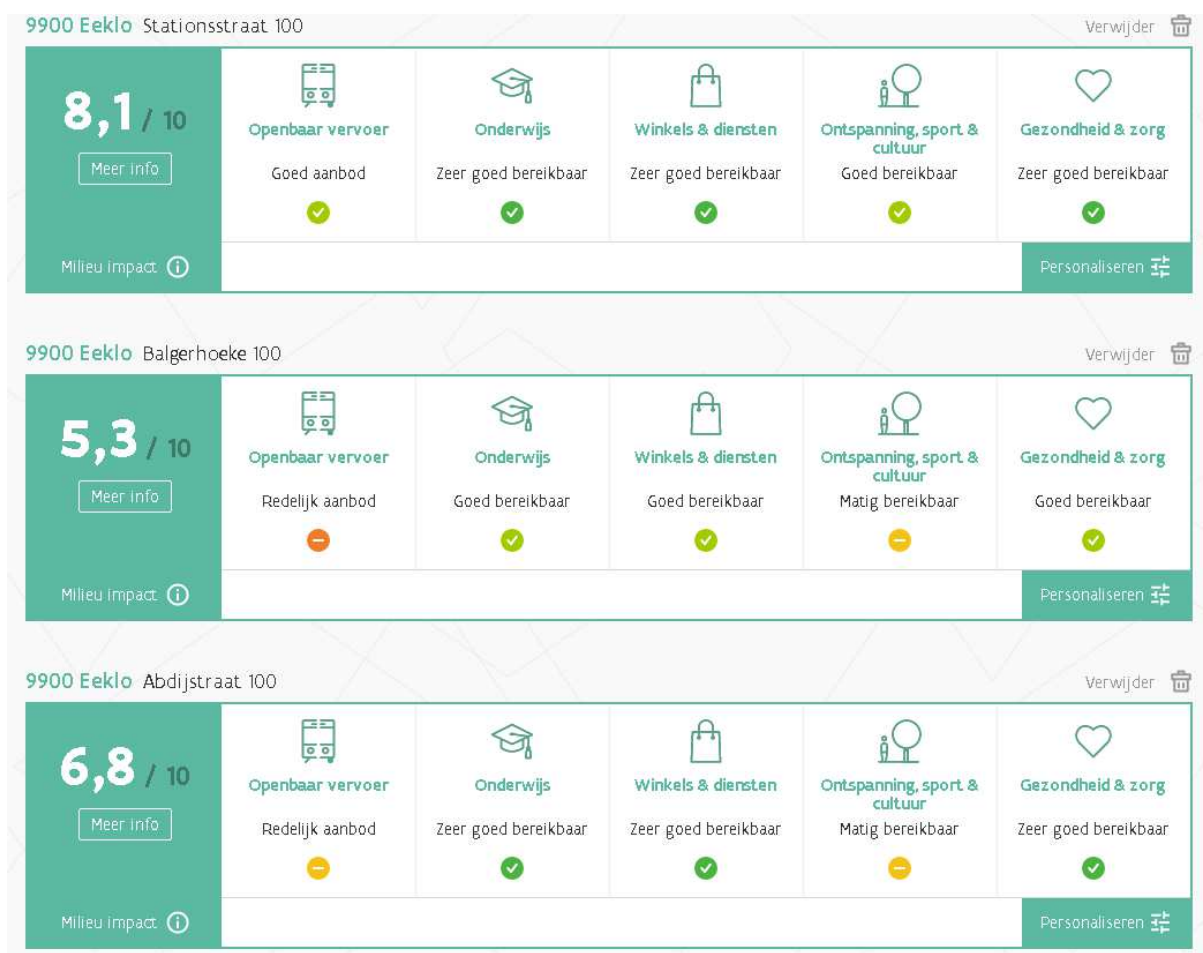 9900 Eeklo Stationsstraat 100 Verwijder
8,1 / 10
Meer info
Milieu impact
Openbaar vervoer
Goed aanbod
Onderwijs
Zeer goed bereikbaar
Winkels & diensten
Zeer goed bereikbaar
Ontspanning, sport &
cultuur
Goed bereikbaar
Gezondheid & zorg
Zeer goed bereikbaar
Personaliseren
9900 Eeklo Balgerhoeke 100 Verwijder
5,3 / 10
Meer info
Milieu impact
Openbaar vervoer
Redelijk aanbod
Onderwijs
Goed bereikbaar
Winkels & diensten
Goed bereikbaar
Ontspanning, sport &
cultuur
Matig bereikbaar
Gezondheid & zorg
Goed bereikbaar
Personaliseren
9900 Eeklo Abdijstraat 100 Verwijder
6,8 / 10
Meer info
Milieu impact
Openbaar vervoer
Redelijk aanbod
Onderwijs
Zeer goed bereikbaar
Winkels & diensten
Zeer goed bereikbaar
Ontspanning, sport &
cultuur
Matig bereikbaar
Gezondheid & zorg
Zeer goed bereikbaar
Personaliseren